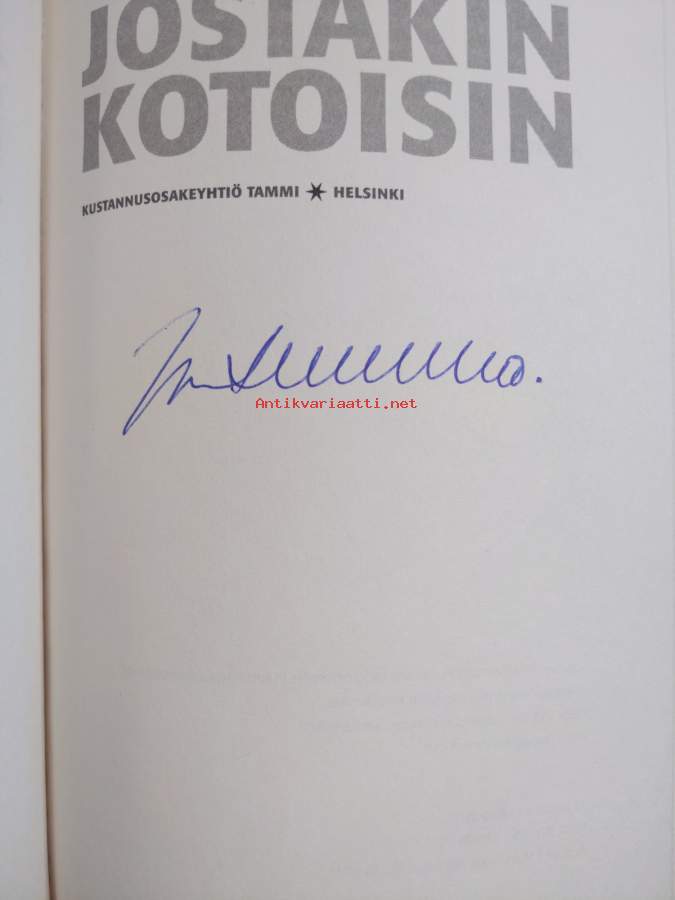 JOSTAKIN
KOTOISIN
KUSTANNUSOSAKEYHTIÖ TAMMI HELSINKI
Antikvariaatti.net